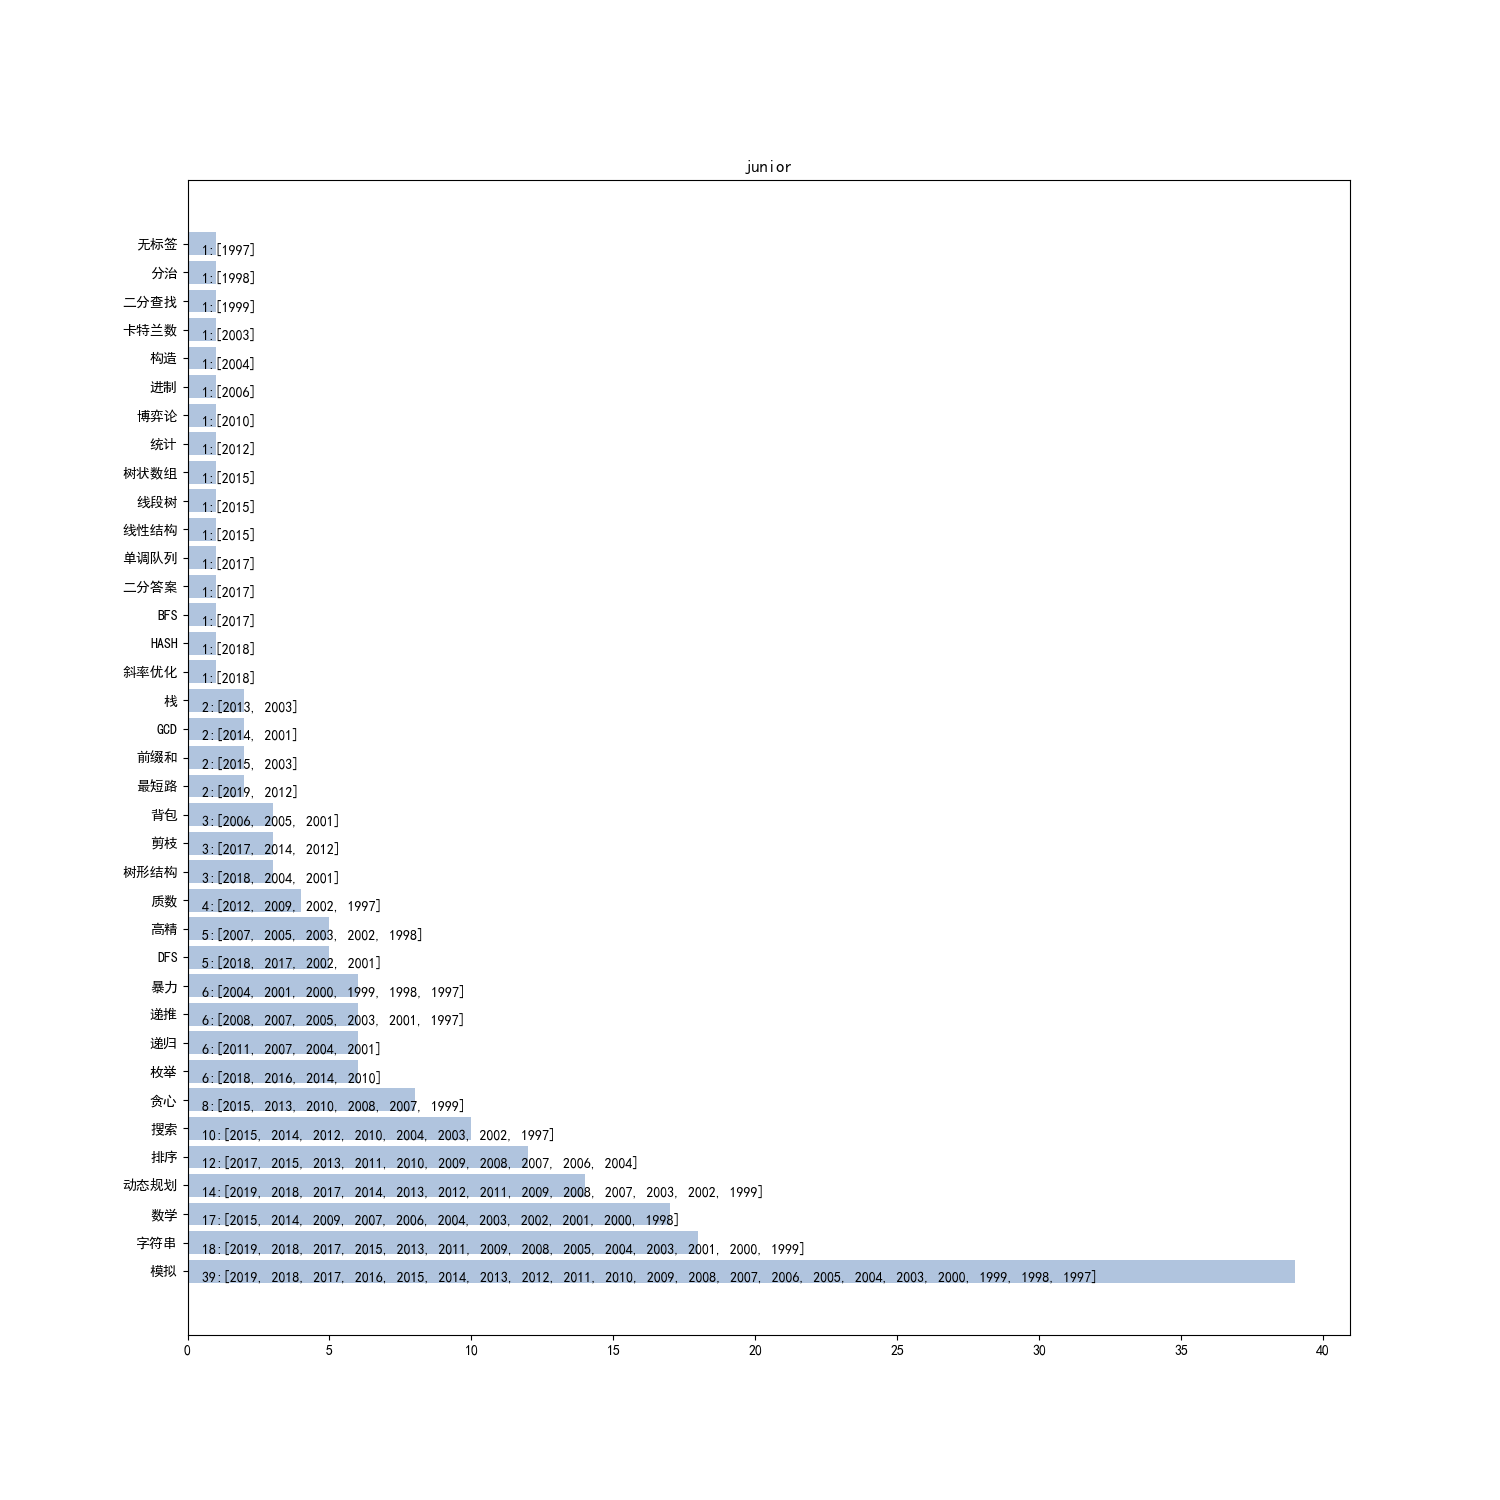 junior
无标签 1:[1997]
分治 1:[1998]
二分查找 1:[1999]
卡特兰数 1:[2003]
构造 1:[2004]
进制 1:[2006]
博弈论 1:[2010]
统计 1:[2012]
树状数组 1:[2015]
线段树 1:[2015]
线性结构 1:[2015]
单调队列 1:[2017]
二分答案 1:[2017]
BFS 1:[2017]
HASH 1:[2018]
斜率优化 1:[2018]
栈 2:[2013, 2003]
GCD 2:[2014, 2001]
前缀和 2:[2015, 2003]
最短路 2:[2019, 2012]
背包 3:[2006, 2005, 2001]
剪枝 3:[2017, 2014, 2012]
树形结构 3:[2018, 2004, 2001]
质数 4:[2012, 2009, 2002, 1997]
高精 5:[2007, 2005, 2003, 2002, 1998]
DFS 5:[2018, 2017, 2002, 2001]
暴力 6:[2004, 2001, 2000, 1999, 1998, 1997]
递推 6:[2008, 2007, 2005, 2003, 2001, 1997]
递归 6:[2011, 2007, 2004, 2001]
枚举 6:[2018, 2016, 2014, 2010]
贪心 8:[2015, 2013, 2010, 2008, 2007, 1999]
搜索 10:[2015, 2014, 2012, 2010, 2004, 2003, 2002, 1997]
排序 12:[2017, 2015, 2013, 2011, 2010, 2009, 2008, 2007, 2006, 2004]
动态规划 14:[2019, 2018, 2017, 2014, 2013, 2012, 2011, 2009, 2008, 2007, 2003, 2002, 1999]
数学 17:[2015, 2014, 2009, 2007, 2006, 2004, 2003, 2002, 2001, 2000, 1998]
字符串 18:[2019, 2018, 2017, 2015, 2013, 2011, 2009, 2008, 2005, 2004, 2003, 2001, 2000, 1999]
模拟 39:[2019, 2018, 2017, 2016, 2015, 2014, 2013, 2012, 2011, 2010, 2009, 2008, 2007, 2006, 2005, 2004, 2003, 2000, 1999, 1998, 1997]
0 5 10 15 20 25 30 35 40